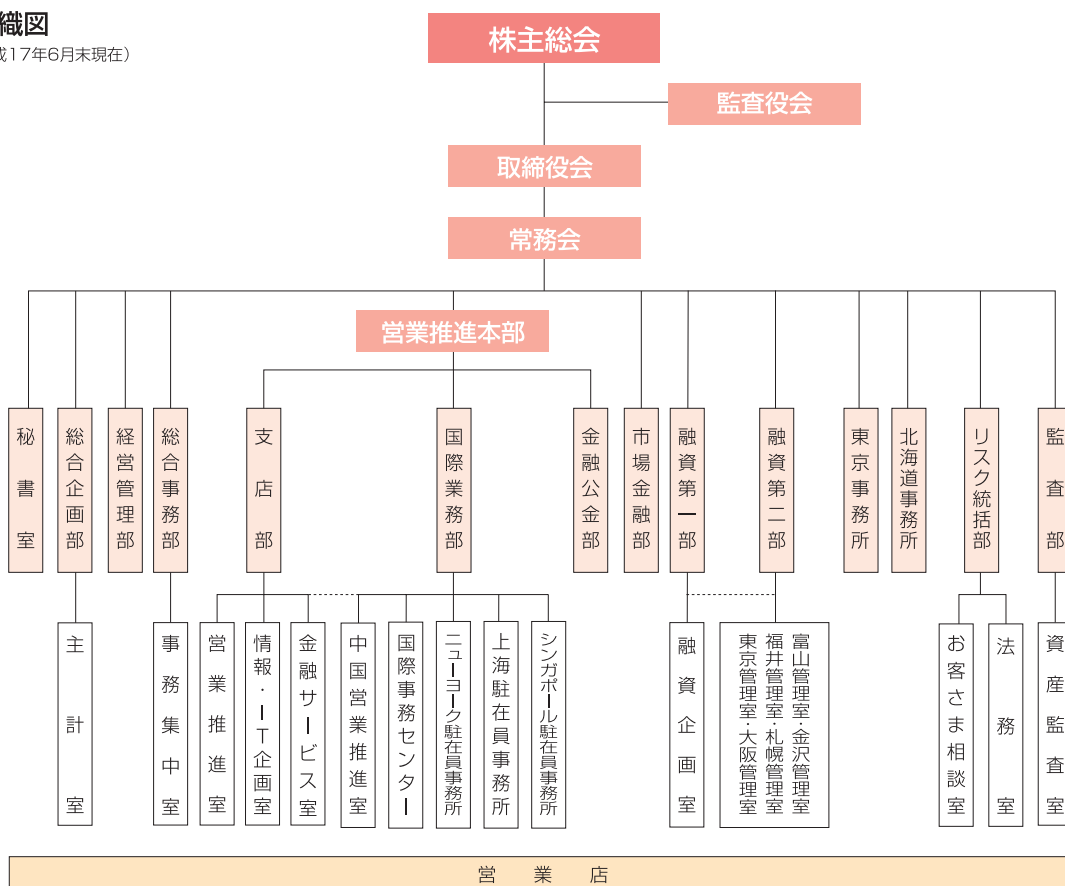 織図
成17年6月末現在）
株主総会
監査役会
取締役会
常務会
営業推進本部
秘書室
総合企画部
経営管理部
総合事務部
支店部
国際業務部
金融公金部
市場金融部
融資第一部
融資第二部
東京事務所
北海道事務所
リスク統括部
監査部
主計室
事務集中室
営業推進室
情報・IT企画室
金融サービス室
中国営業推進室
国際事務センター
ニューヨーク駐在員事務所
上海駐在員事務所
シンガポール駐在員事務所
融資企画室
富山管理室・金沢管理室
福井管理室・札幌管理室
東京管理室・大阪管理室
お客さま相談室
法務室
資産監査室
営業店